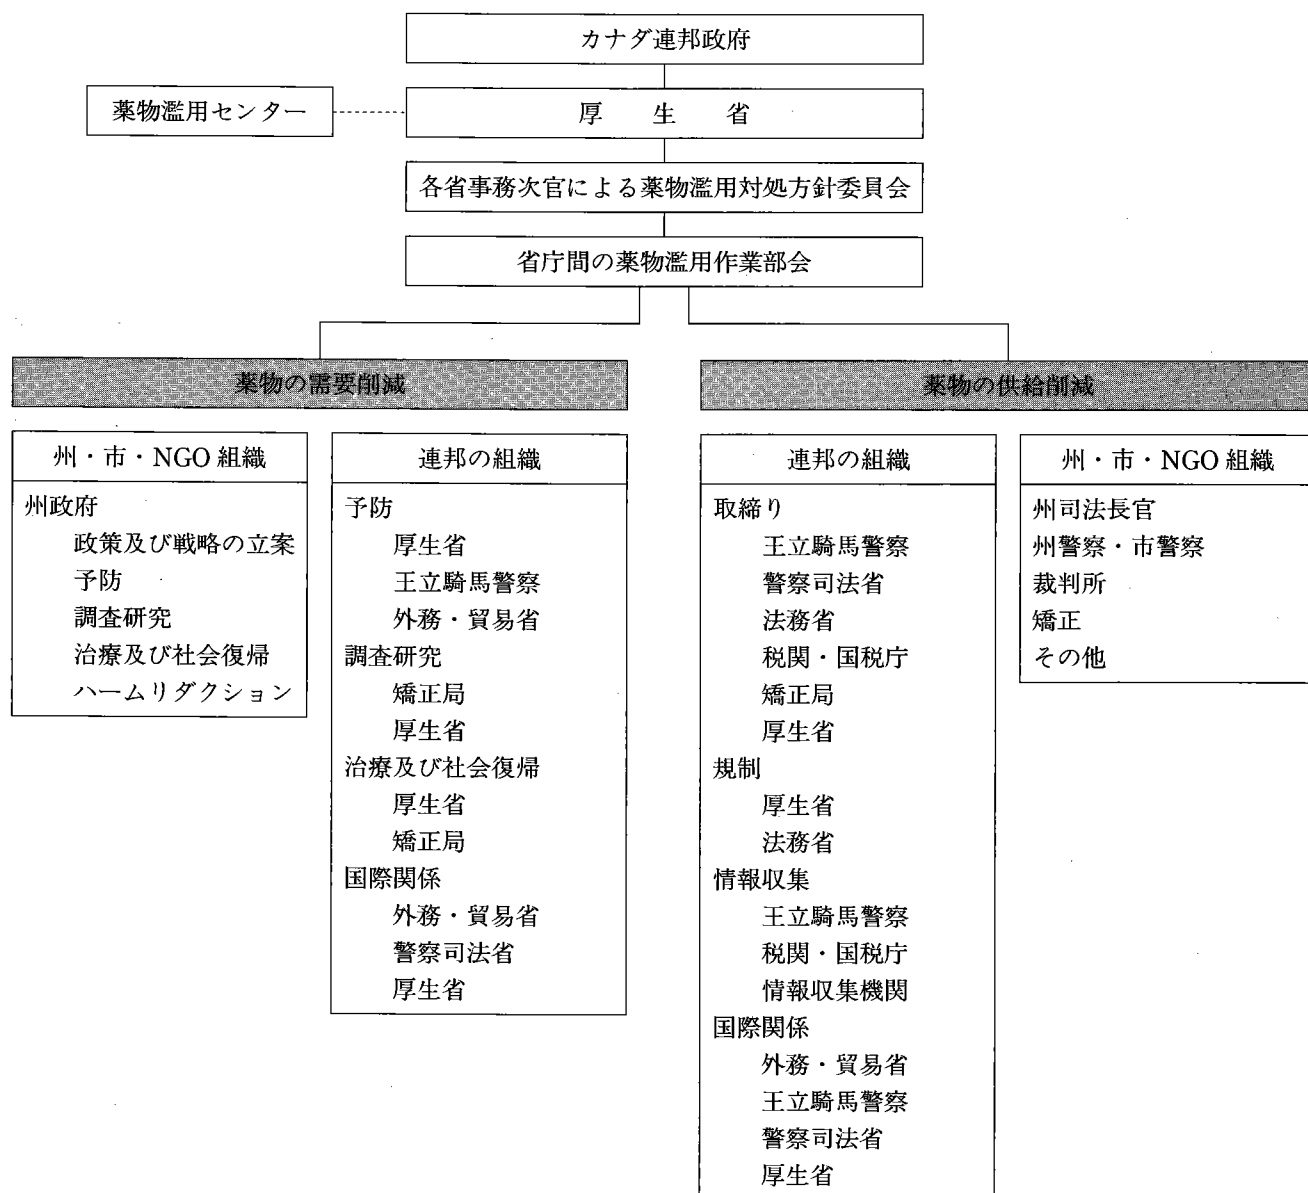 カナダ連邦政府
薬物濫用センター
厚生省
各省事務次官による薬物濫用対処方針委員会
省庁間の薬物濫用作業部会
薬物の需要削減
州・市・NGO 組織
州政府
政策及び戦略の立案
予防
調査研究
治療及び社会復帰
ハームリダクション
連邦の組織
予防
厚生省
王立騎馬警察
外務・貿易省
調査研究
矯正局
厚生省
治療及び社会復帰
厚生省
矯正局
国際関係
外務・貿易省
警察司法省
厚生省
薬物の供給削減
連邦の組織
取締り
王立騎馬警察
警察司法省
法務省
税関・国税庁
矯正局
厚生省
規制
厚生省
法務省
情報収集
王立騎馬警察
税関・国税庁
情報収集機関
国際関係
外務・貿易省
王立騎馬警察
警察司法省
厚生省
州・市・NGO 組織
州司法長官
州警察・市警察
裁判所
矯正
その他